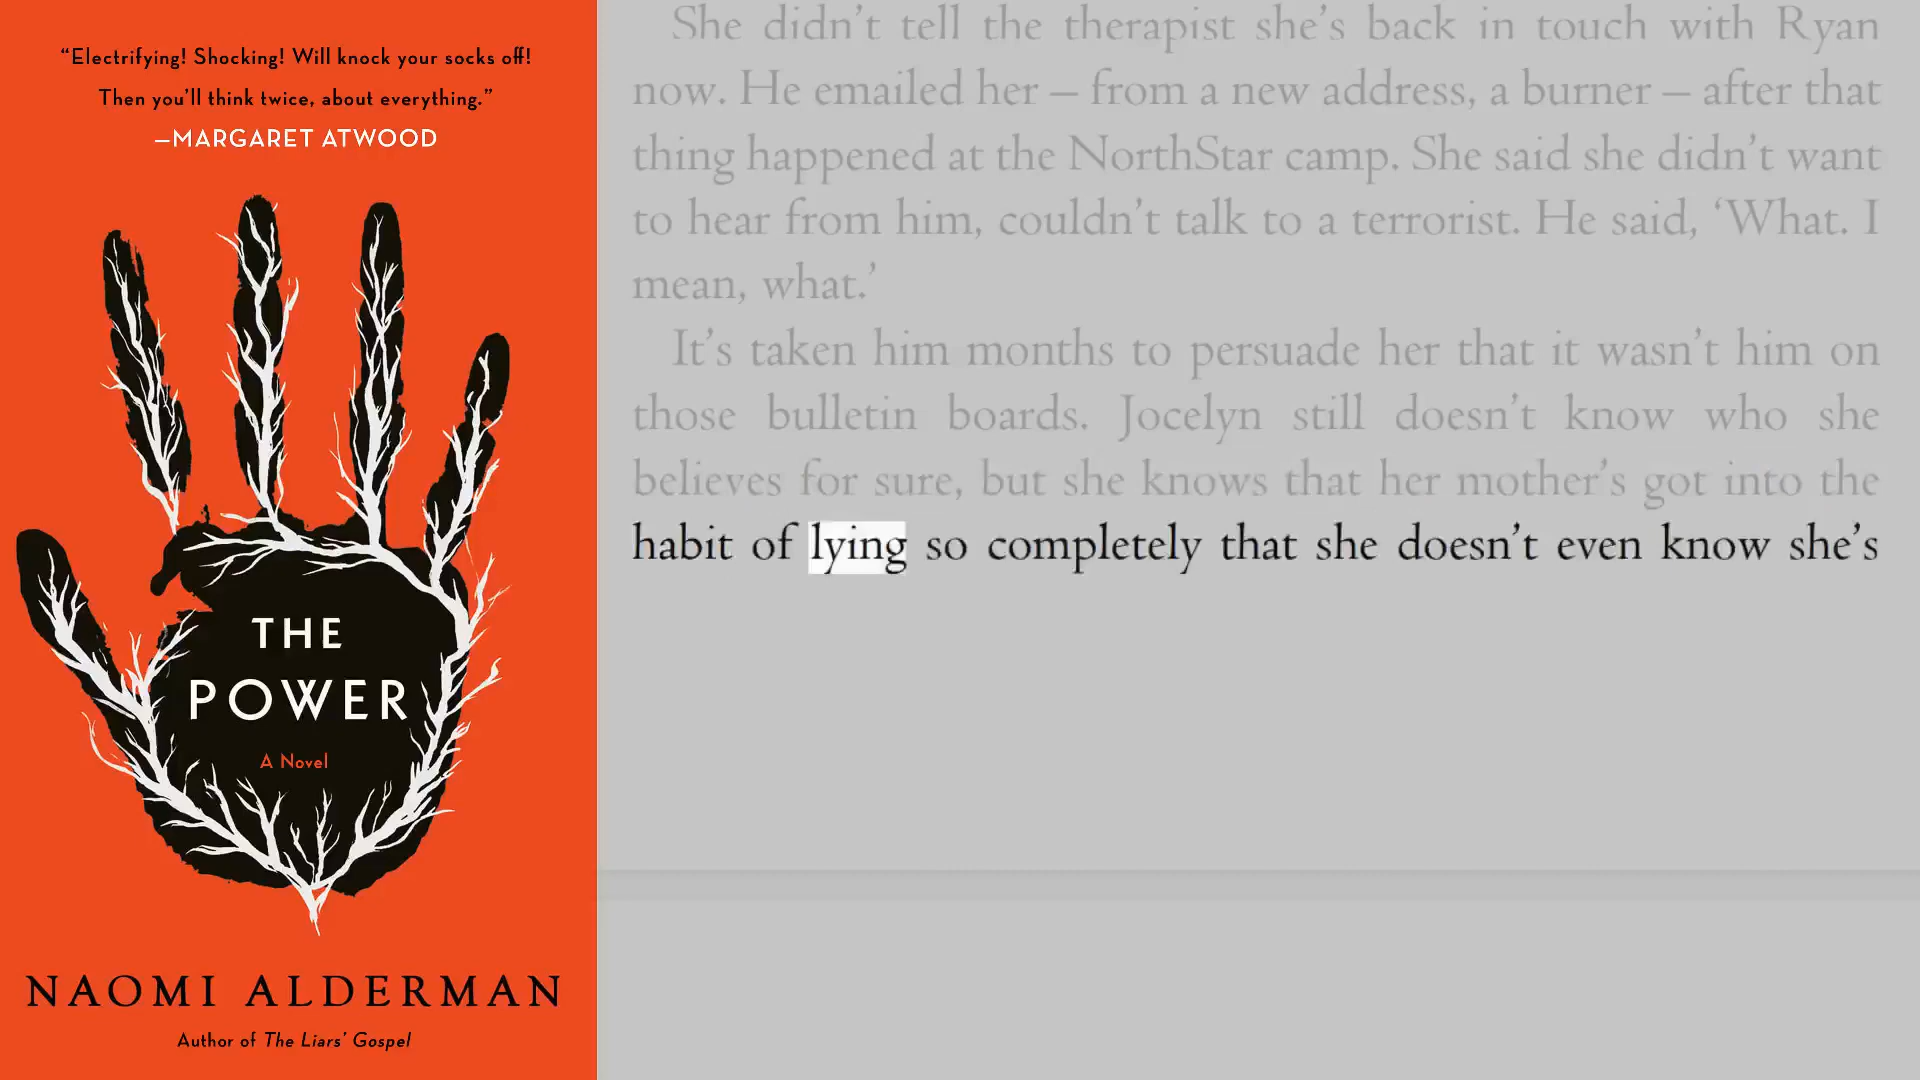 “Electrifying! Shocking! Will knock your socks off!
Then you’ll think twice, about everything.”
—MARGARET ATWOOD
THE
POWER
A Novel
NAOMI ALDERMAN
Author of The Liars’ Gospel
She didn’t tell the therapist she’s back in touch with Ryan
now. He emailed her – from a new address, a burner – after that
thing happened at the NorthStar camp. She said she didn’t want
to hear from him, couldn’t talk to a terrorist. He said, ‘What. I
mean, what.’
It’s taken him months to persuade her that it wasn’t him on
those bulletin boards. Jocelyn still doesn’t know who she
believes for sure, but she knows that her mother’s got into the
habit of lying so completely that she doesn’t even know she’s